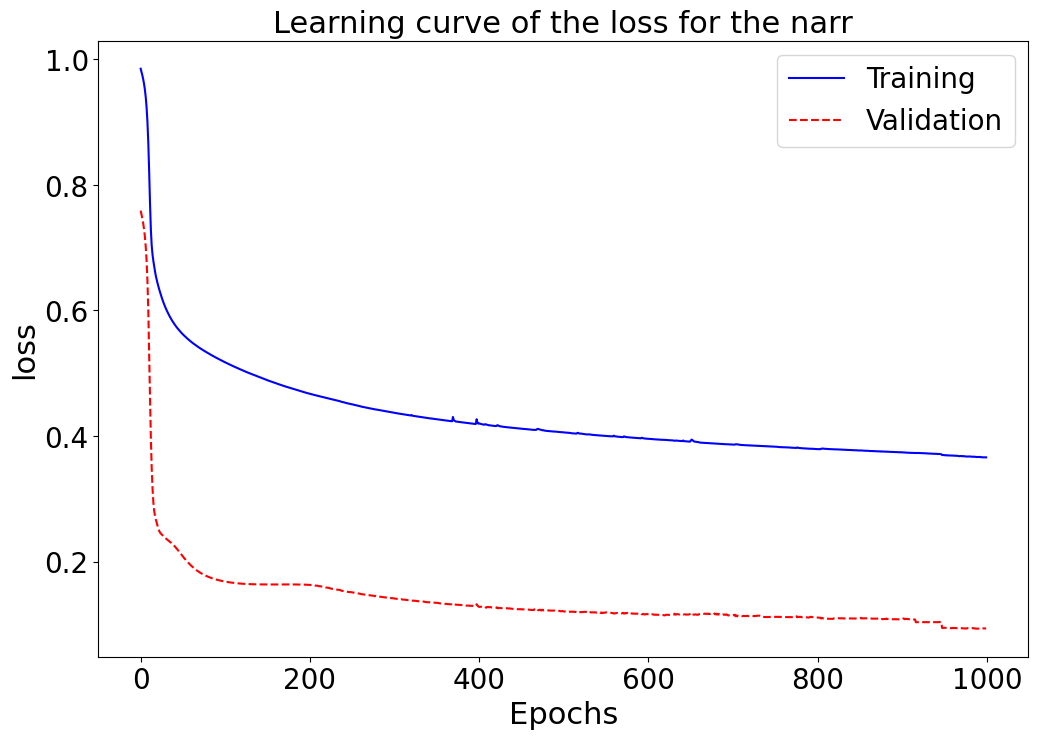 Learning curve of the loss for the narr
1.0
0.8
0.6
0.4
0.2
loss
Training
Validation
0 200 400 600 800 1000
Epochs